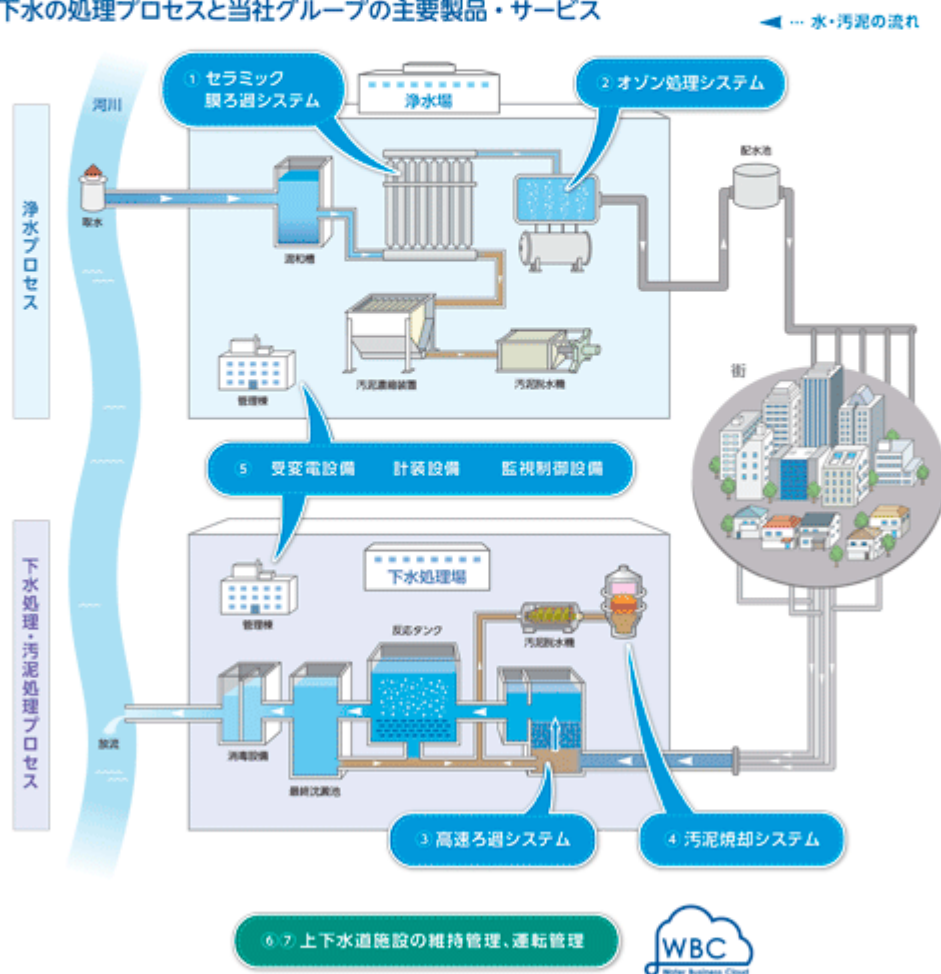 下水の処理プロセスと当社グループの主要製品・サービス
… 水・汚泥の流れ
① セラミック
膜ろ過システム
② オゾン処理システム
浄水場
河川
配水池
取水
浄水プロセス
混和槽
汚泥濃縮装置
汚泥脱水機
管理棟
街
⑤ 受変電設備 計装設備 監視制御設備
下水処理場
管理棟
反応タンク
汚泥脱水機
下水処理・汚泥処理プロセス
放流
消毒設備
最終沈澱池
③ 高速ろ過システム
④ 汚泥焼却システム
⑥⑦ 上下水道施設の維持管理、運転管理
WBC
Water Business Cloud